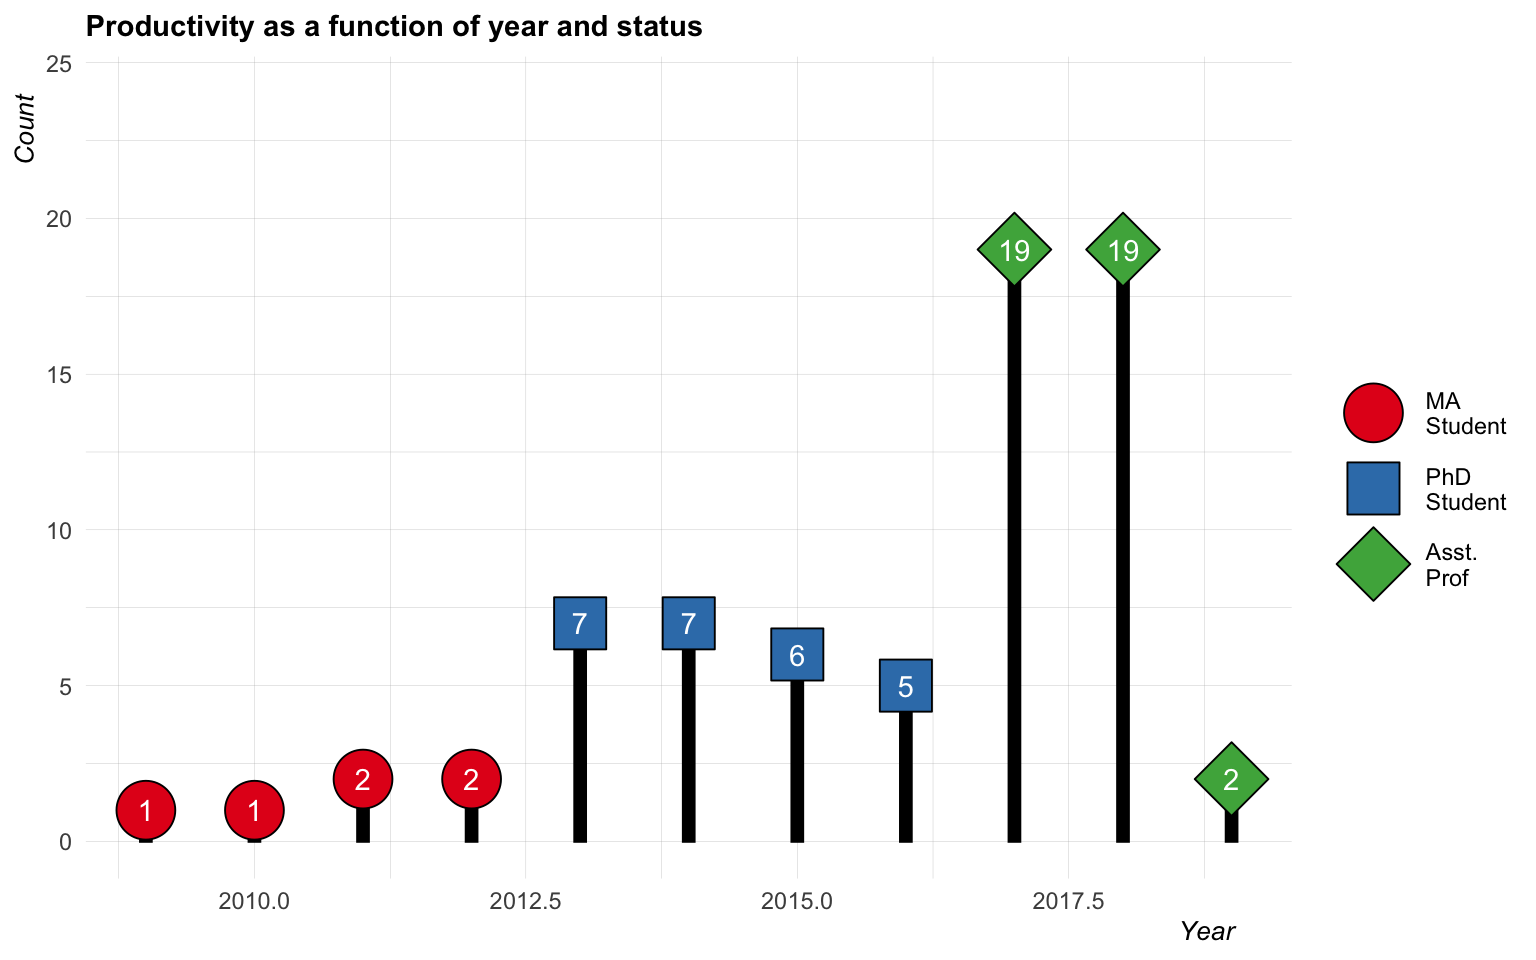 Productivity as a function of year and status
Count
25
20
15
10
5
0
1
1
2
2
7
7
6
5
19
19
2
2010.0
2012.5
2015.0
2017.5
Year
MA
Student
PhD
Student
Asst.
Prof